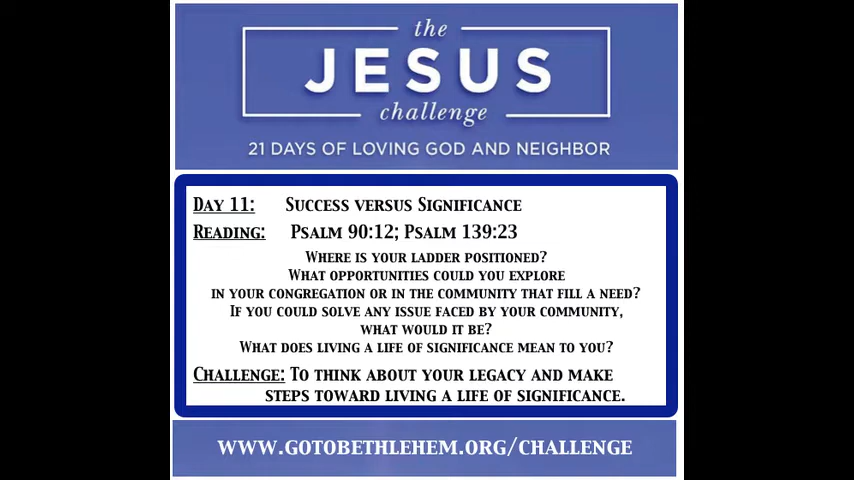 the
JESUS
challenge
21 DAYS OF LOVING GOD AND NEIGHBOR
DAY 11: SUCCESS VERSUS SIGNIFICANCE
READING: PSALM 90:12; PSALM 139:23
WHERE IS YOUR LADDER POSITIONED?
WHAT OPPORTUNITIES COULD YOU EXPLORE
IN YOUR CONGREGATION OR IN THE COMMUNITY THAT FILL A NEED?
IF YOU COULD SOLVE ANY ISSUE FACED BY YOUR COMMUNITY,
WHAT WOULD IT BE?
WHAT DOES LIVING A LIFE OF SIGNIFICANCE MEAN TO YOU?
CHALLENGE: TO THINK ABOUT YOUR LEGACY AND MAKE
STEPS TOWARD LIVING A LIFE OF SIGNIFICANCE.
WWW.GOTOBETHLEHEM.ORG/CHALLENGE